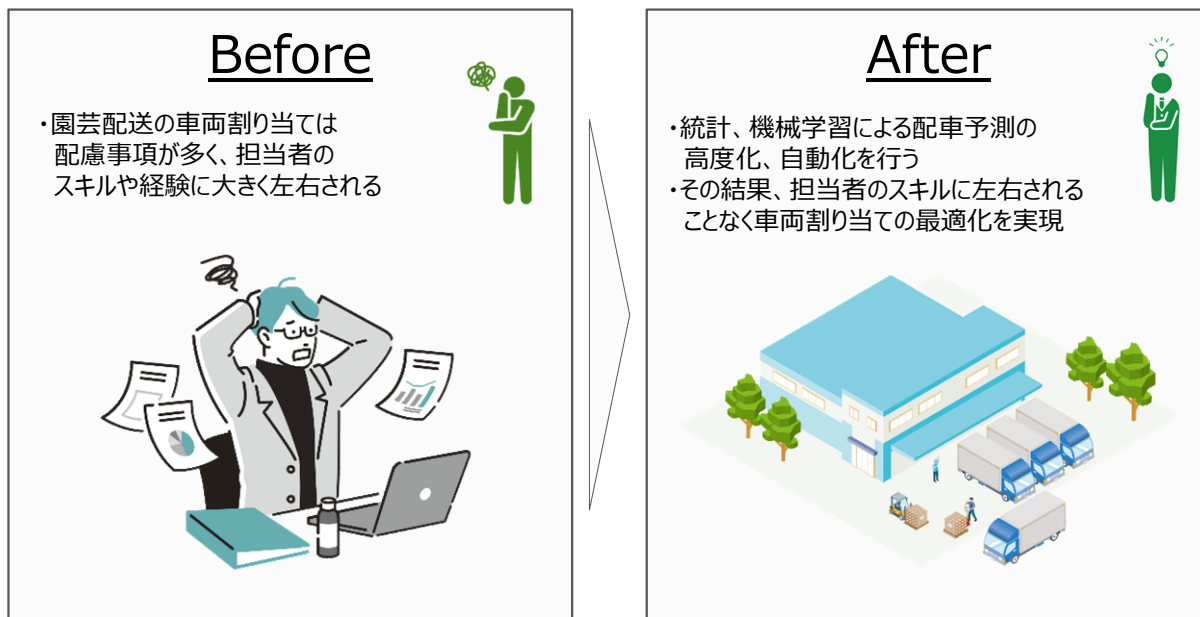 Before
・園芸配送の車両割り当ては
配慮事項が多く、担当者の
スキルや経験に大きく左右される
After
・統計、機械学習による配車予測の
高度化、自動化を行う
・その結果、担当者のスキルに左右される
ことなく車両割り当ての最適化を実現